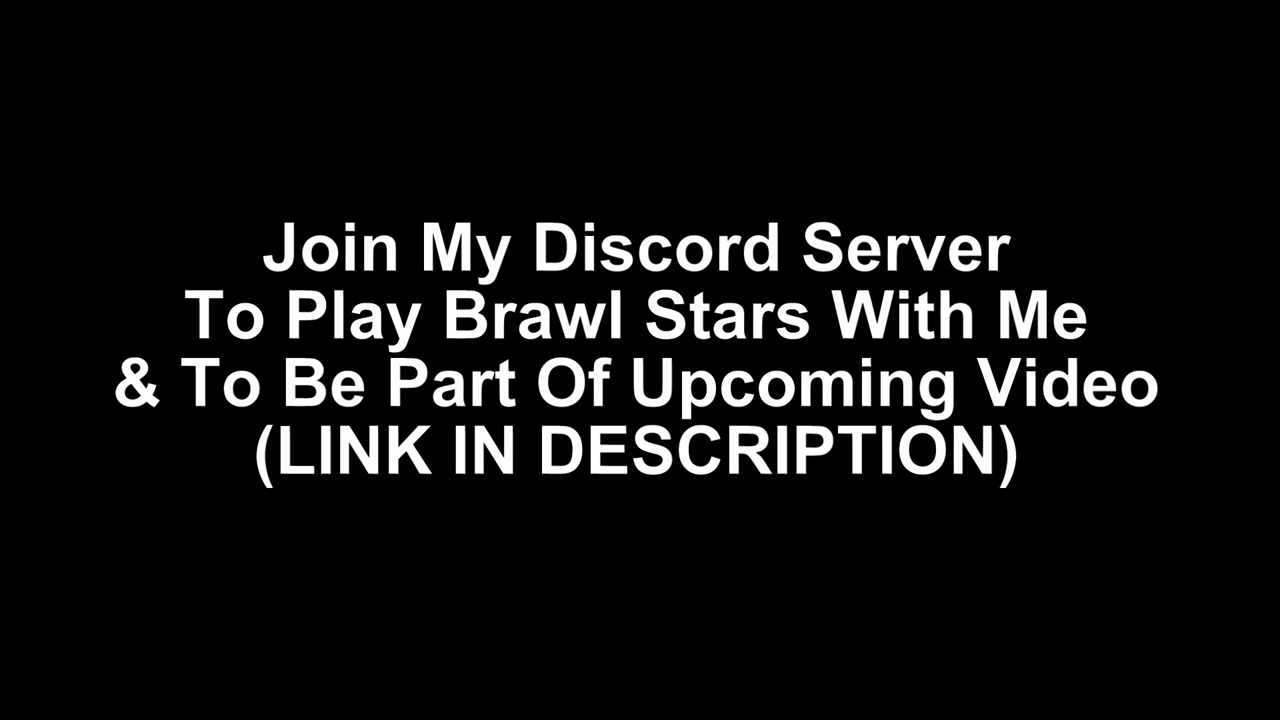 Join My Discord Server
To Play Brawl Stars With Me
& To Be Part Of Upcoming Video
(LINK IN DESCRIPTION)